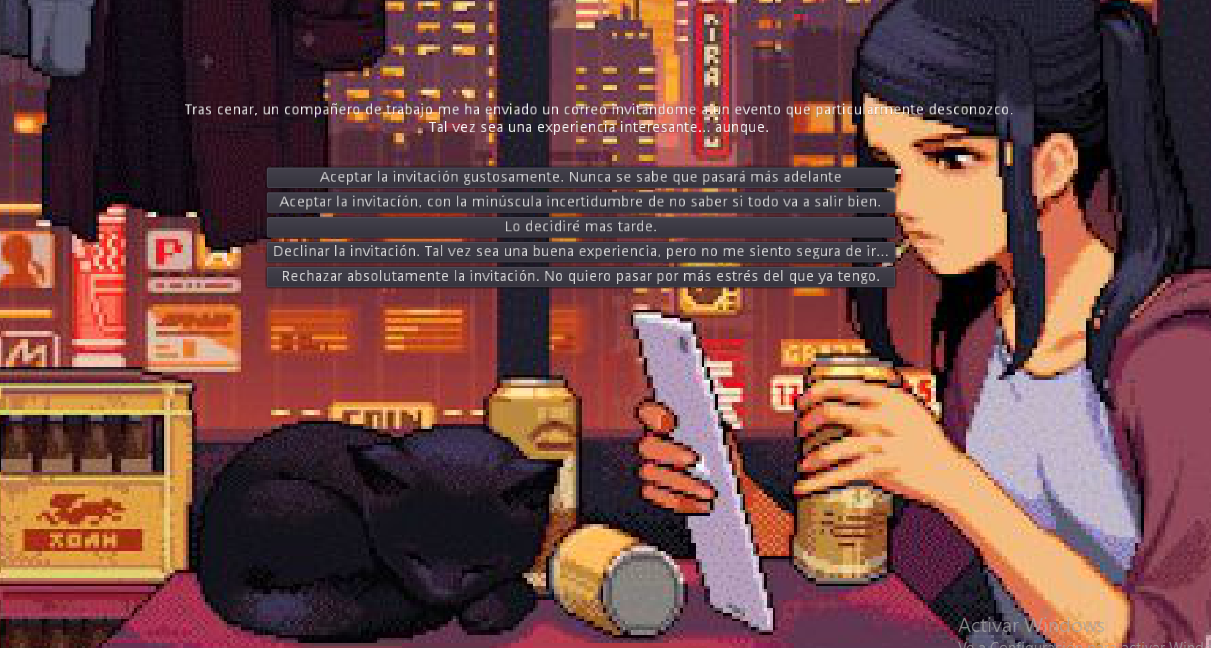 KIRA
Tras cenar, un compañero de trabajo me ha enviado un correo invitandome a un evento que particularmente desconozco.
Tal vez sea una experiencia interesante... aunque.
Aceptar la invitación gustosamente. Nunca se sabe que pasará más adelante
Aceptar la invitación, con la minúscula incertidumbre de no saber si todo va a salir bien.
Lo decidiré mas tarde.
Declinar la invitación. Tal vez sea una buena experiencia, pero no me siento segura de ir...
Rechazar absolutamente la invitación. No quiero pasar por más estrés del que ya tengo.
P
M
Activar Windows